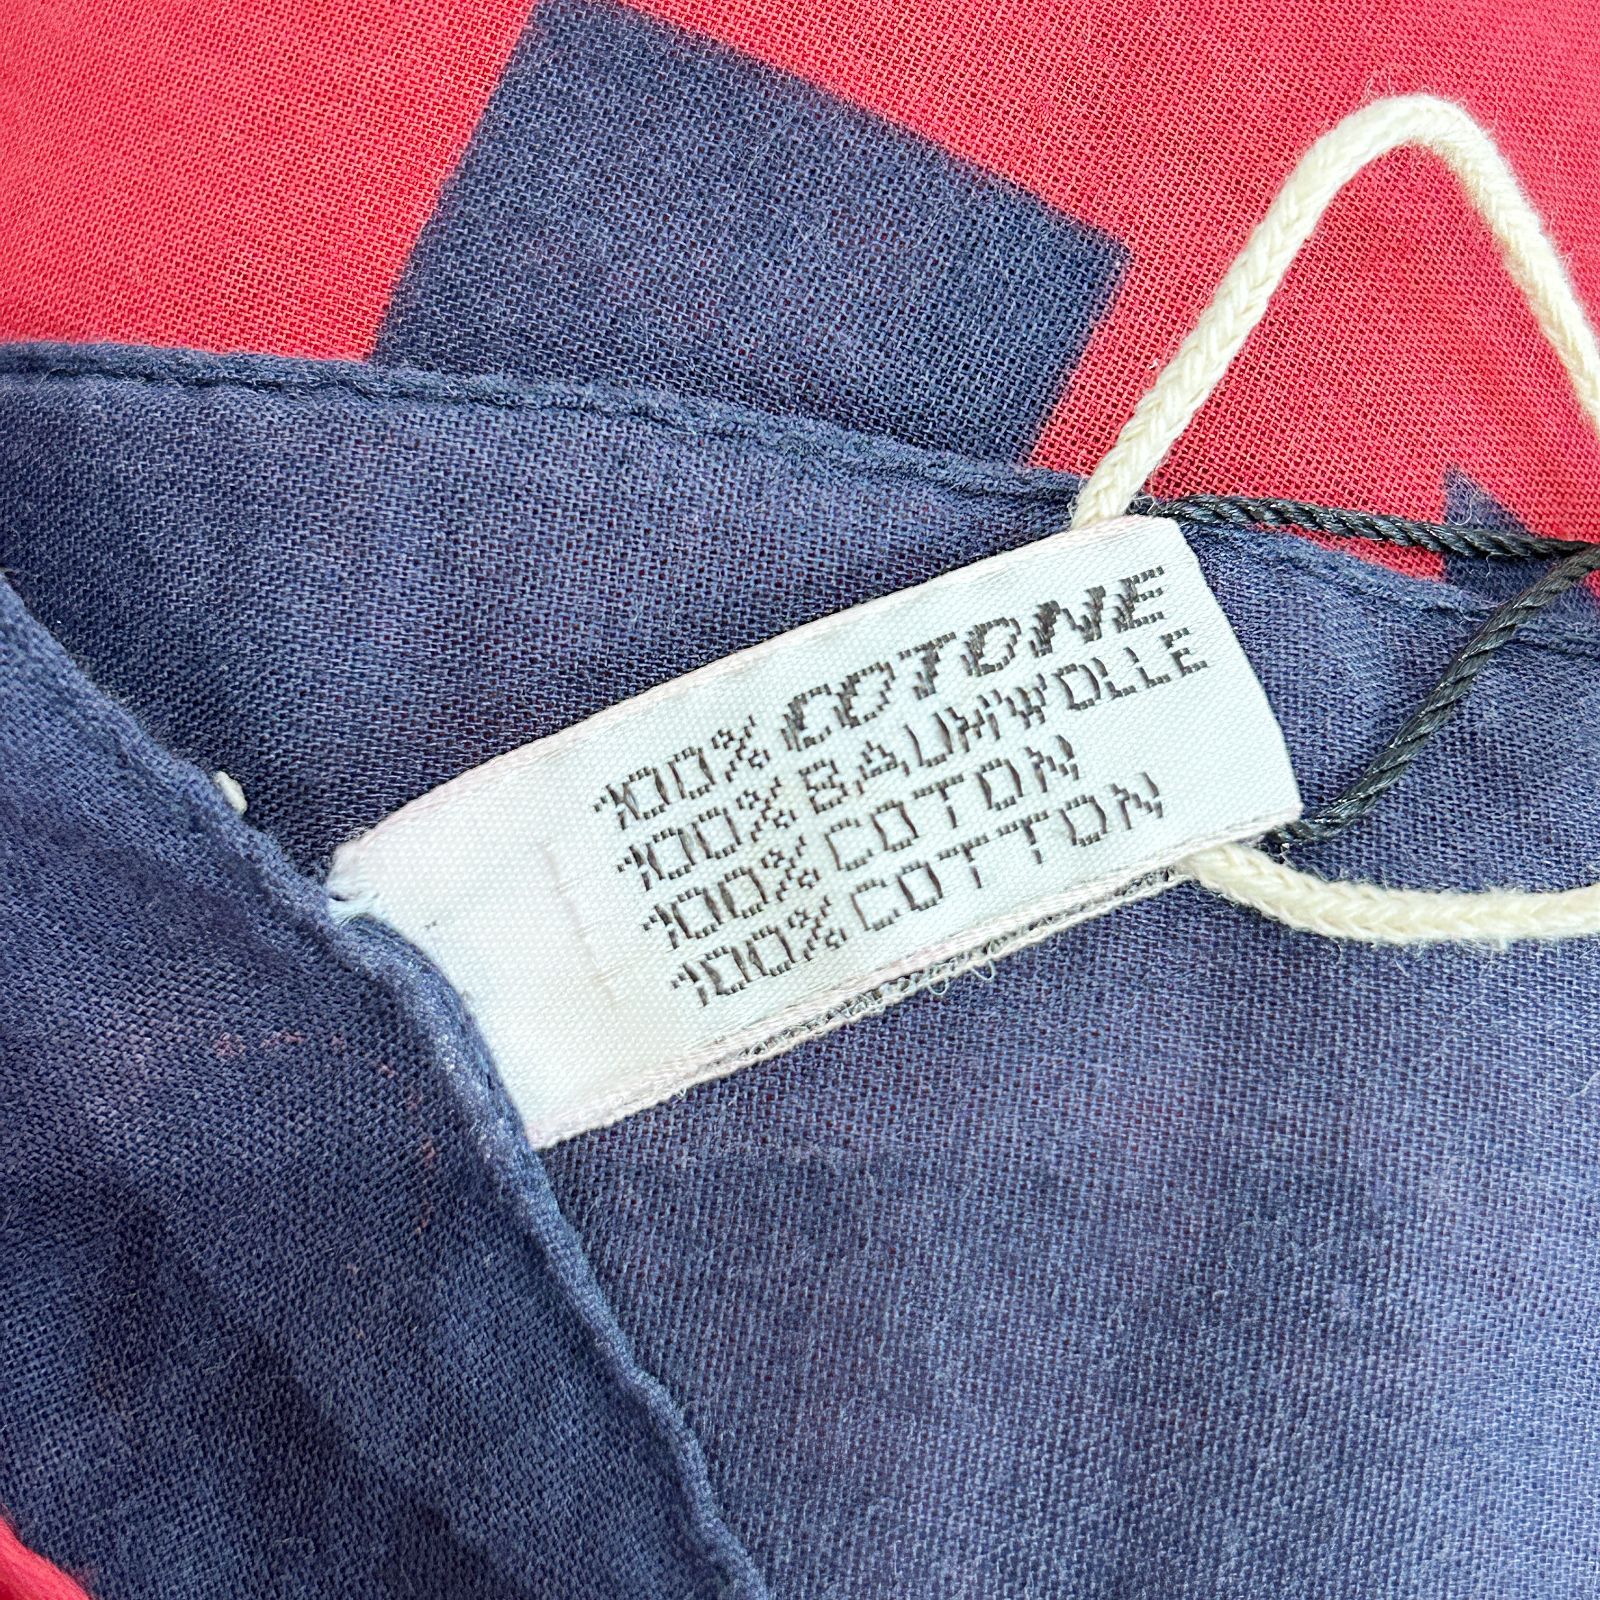 100% COTONE
100% BAUMWOLLE
100% COTON
100% COTTON